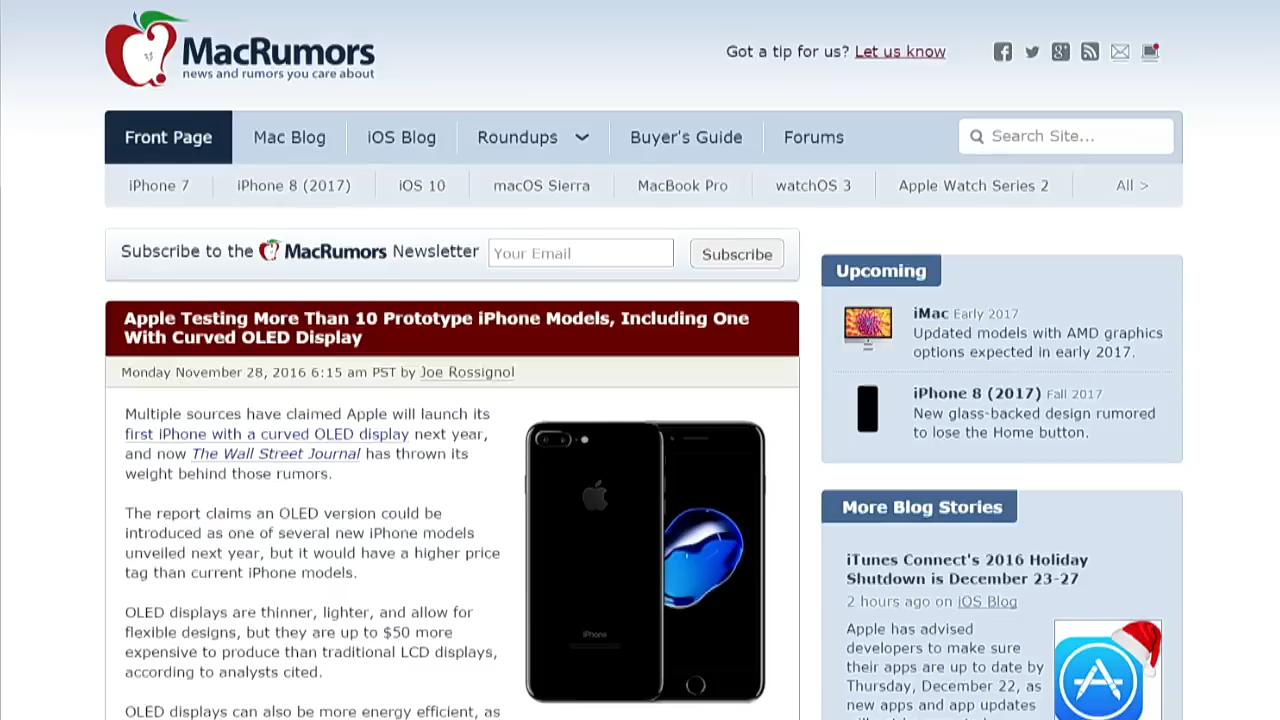 MacRumors
news and rumors you care about
Got a tip for us? Let us know
Front Page Mac Blog iOS Blog Roundups Buyer's Guide Forums Search Site...
iPhone 7 iPhone 8 (2017) iOS 10 macOS Sierra MacBook Pro watchOS 3 Apple Watch Series 2 All >
Subscribe to the MacRumors Newsletter Your Email Subscribe
Apple Testing More Than 10 Prototype iPhone Models, Including One
With Curved OLED Display
Monday November 28, 2016 6:15 am PST by Joe Rossignol
Multiple sources have claimed Apple will launch its
first iPhone with a curved OLED display next year,
and now The Wall Street Journal has thrown its
weight behind those rumors.
The report claims an OLED version could be
introduced as one of several new iPhone models
unveiled next year, but it would have a higher price
tag than current iPhone models.
OLED displays are thinner, lighter, and allow for
flexible designs, but they are up to $50 more
expensive to produce than traditional LCD displays,
according to analysts cited.
OLED displays can also be more energy efficient, as
iPhone
Upcoming
iMac Early 2017
Updated models with AMD graphics
options expected in early 2017.
iPhone 8 (2017) Fall 2017
New glass-backed design rumored
to lose the Home button.
More Blog Stories
iTunes Connect's 2016 Holiday
Shutdown is December 23-27
2 hours ago on iOS Blog
Apple has advised
developers to make sure
their apps are up to date by
Thursday, December 22, as
new apps and app updates